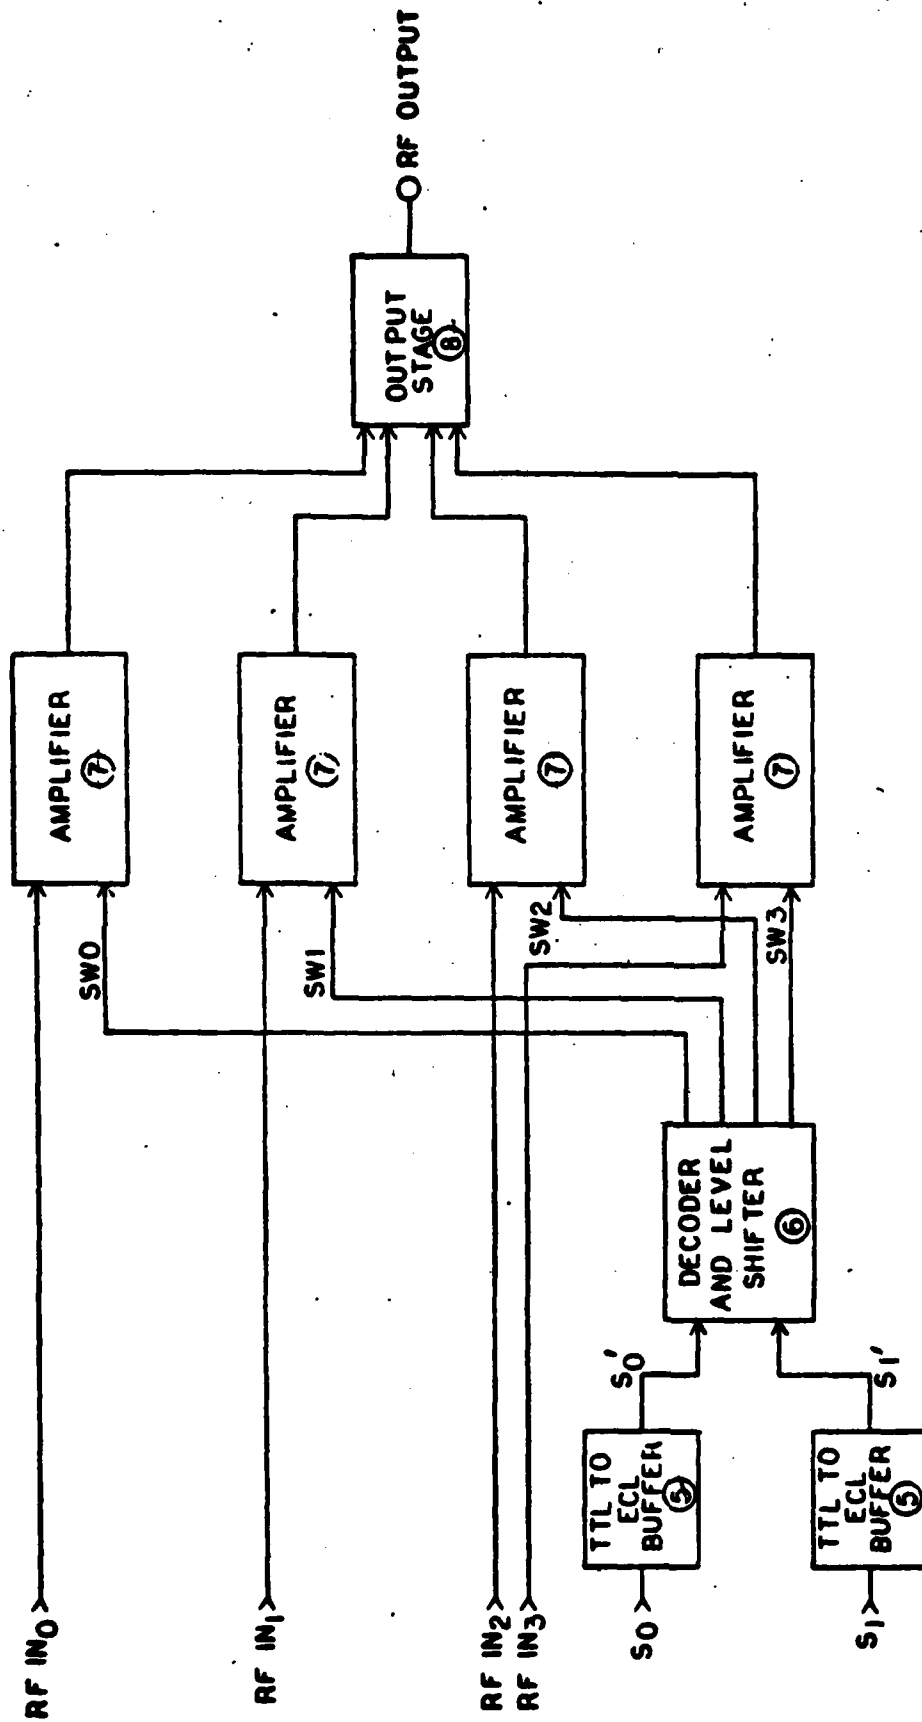 RF IN0
RF IN1
RF IN2
RF IN3
S0
S1
TTL TO
ECL
BUFFER
5
TTL TO
ECL
BUFFER
5
S0'
S1'
DECODER
AND LEVEL
SHIFTER
6
SW0
SW1
SW2
SW3
AMPLIFIER
7
AMPLIFIER
7
AMPLIFIER
7
AMPLIFIER
7
OUTPUT
STAGE
8
RF OUTPUT